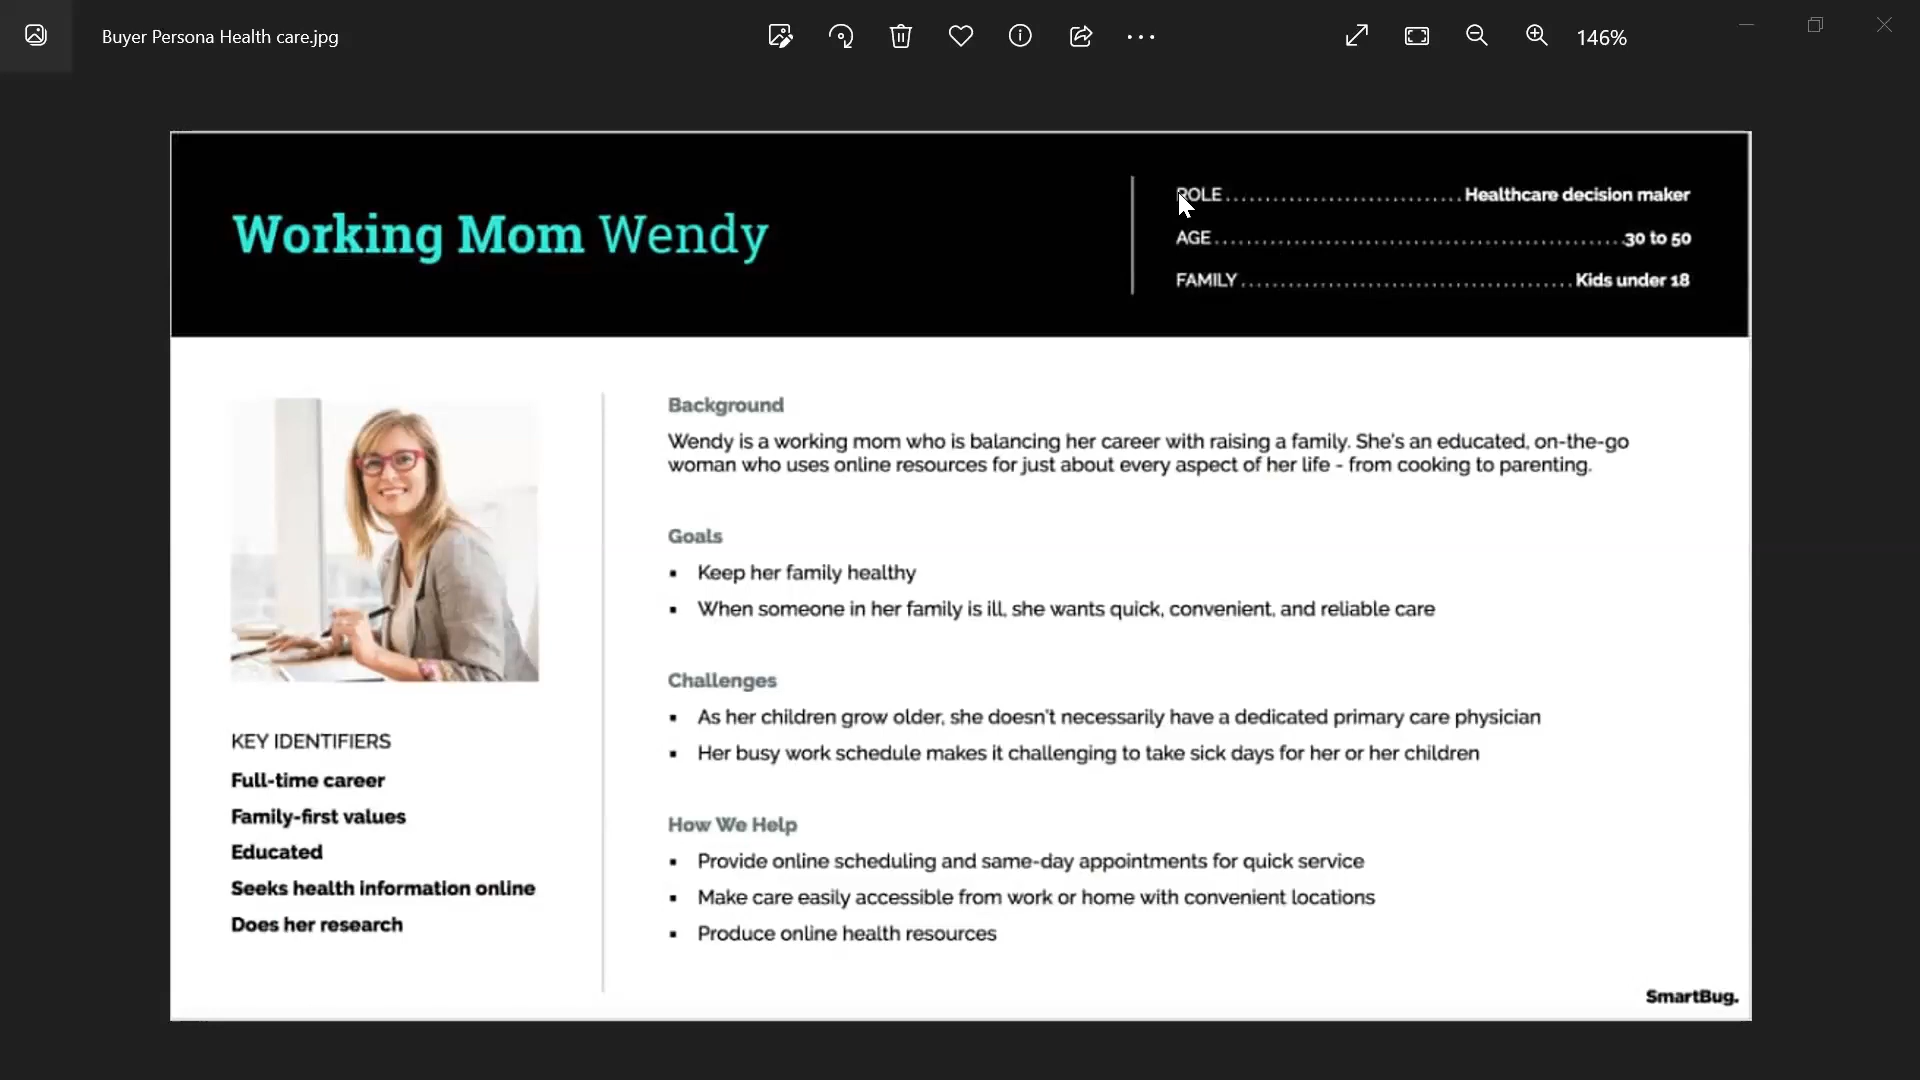 Buyer Persona Health care.jpg
146%
Working Mom Wendy
ROLE ............................. Healthcare decision maker
AGE ................................................... 30 to 50
FAMILY ......................................... Kids under 18
Background
Wendy is a working mom who is balancing her career with raising a family. She's an educated, on-the-go
woman who uses online resources for just about every aspect of her life - from cooking to parenting.
Goals
▪ Keep her family healthy
▪ When someone in her family is ill, she wants quick, convenient, and reliable care
Challenges
▪ As her children grow older, she doesn't necessarily have a dedicated primary care physician
▪ Her busy work schedule makes it challenging to take sick days for her or her children
How We Help
▪ Provide online scheduling and same-day appointments for quick service
▪ Make care easily accessible from work or home with convenient locations
▪ Produce online health resources
KEY IDENTIFIERS
Full-time career
Family-first values
Educated
Seeks health information online
Does her research
SmartBug.